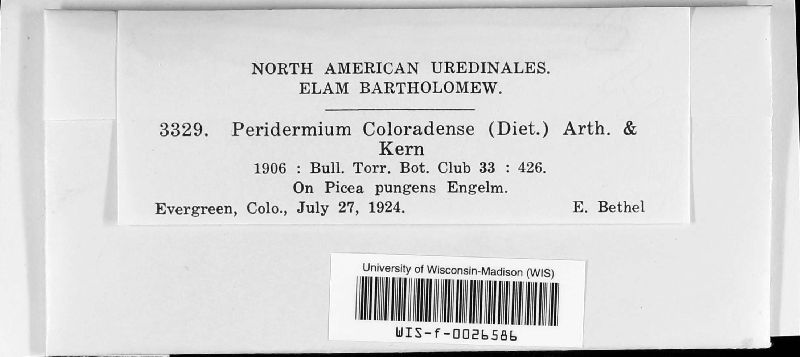 NORTH AMERICAN UREDINALES.
ELAM BARTHOLOMEW.
3329. Peridermium Coloradense (Diet.) Arth. &
Kern
1906 : Bull. Torr. Bot. Club 33 : 426.
On Picea pungens Engelm.
Evergreen, Colo., July 27, 1924. E. Bethel
University of Wisconsin-Madison (WIS)
WIS-f-0026586